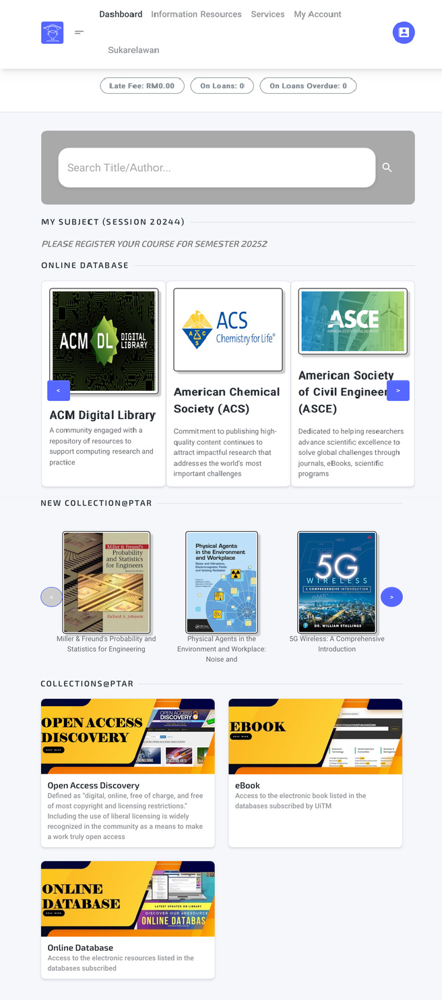 Dashboard Information Resources Services My Account
Sukarelawan
Late Fee: RM0.00 On Loans: 0 On Loans Overdue: 0
Search Title/Author...
MY SUBJECT (SESSION 20244)
PLEASE REGISTER YOUR COURSE FOR SEMESTER 20252
ONLINE DATABASE
ACM DL DIGITAL LIBRARY
<
ACM Digital Library
A community engaged with a
repository of resources to
support computing research and
practice
ACS
Chemistry for Life®
A C S
American Chemical
Society (ACS)
Commitment to publishing high-
quality content continues to
attract impactful research that
addresses the world's most
important challenges
ASCE
AMERICAN SOCIETY OF CIVIL ENGINEERS
American Society
of Civil Engineer
(ASCE)
>
Dedicated to helping researchers
advance scientific excellence to
solve global challenges through
journals, eBooks, scientific
programs
NEW COLLECTION@PTAR
<
Miller & Freund's
Probability
and Statistics
for Engineers
Richard A. Johnson
Miller & Freund's Probability and
Statistics for Engineering
Physical Agents
in the Environment
and Workplace
Noise and Vibrations,
Electromagnetic Fields
and Ionising Radiation
Physical Agents in the
Environment and Workplace:
Noise and
5G
WIRELESS
A COMPREHENSIVE INTRODUCTION
mMTC
DR. WILLIAM STALLINGS
5G Wireless: A Comprehensive
Introduction
>
COLLECTIONS@PTAR
OPEN ACCESS
DISCOVERY
READ MORE
OPEN ACCESS
DISCOVERY
UiTM OPEN ACCESS DISCOVERY
ENGINEERING
CREATIVE ARTS
Open Access Discovery
Defined as "digital, online, free of charge, and free
of most copyright and licensing restrictions."
Including the use of liberal licensing is widely
recognized in the community as a means to make
a work truly open access
EBOOK
READ MORE
Science & Technology
Social Science & Humanities
Business & Management
eBook
Access to the electronic book listed in the
databases subscribed by UiTM
ONLINE
DATABASE
READ MORE
LATEST UPDATES ON LIBRARY
DISCOVER OUR eRESOURCE
ONLINE DATABAS
Online Database
Access to the electronic resources listed in the
databases subscribed